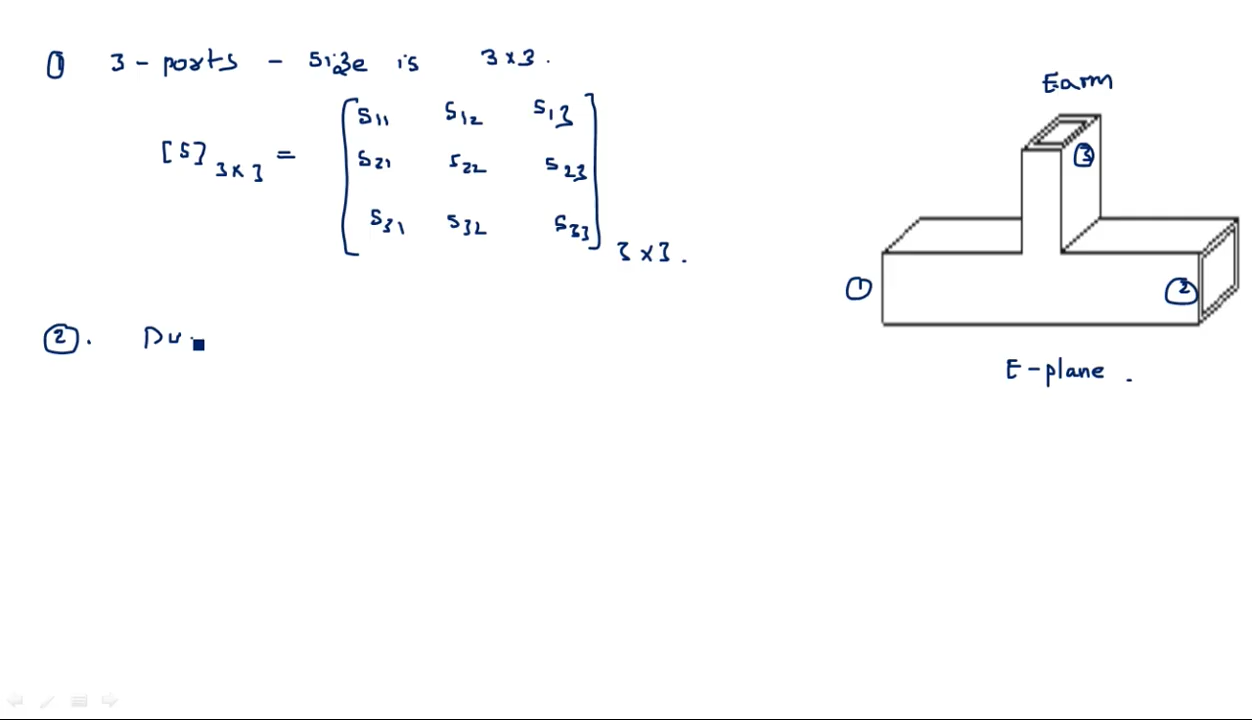 ① 3 - ports - size is 3 x 3 .
[S] 3x3 = [ S11 S12 S13
S21 S22 S23
S31 S32 S33 ] 3 x 3 .
② . Du
Earm
③
① ②
E - plane .